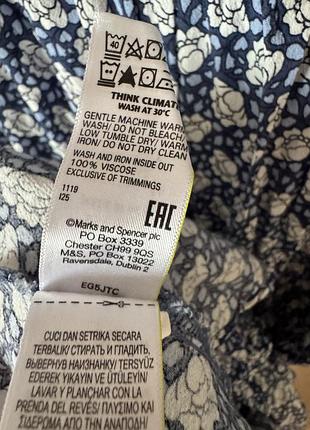 40
THINK CLIMATE
WASH AT 30°C
GENTLE MACHINE WARM
WASH/ DO NOT BLEACH/
LOW TUMBLE DRY/ WARM
IRON/ DO NOT DRY CLEAN
WASH AND IRON INSIDE OUT
100% VISCOSE
EXCLUSIVE OF TRIMMINGS
1119
I25
EAC
©Marks and Spencer plc
PO Box 3339
Chester CH99 9QS
M&S, PO Box 13022
Ravensdale, Dublin 2
EG5JTC
CUCI DAN SETRIKA SECARA
TERBALIK/ СТИРАТЬ И ГЛАДИТЬ,
ВЫВЕРНУВ НАИЗНАНКУ/ TERSYÜZ
EDEREK YIKAYIN VE ÜTÜLEYİN/
LAVAR Y PLANCHAR CON LA
PRENDA DEL REVÉS/ ΠΛΥΣΙΜΟ ΚΑΙ
ΣΙΔΕΡΩΜΑ ΑΠΟ ΤΗΝ ΑΝΑΠΟΔΗ/